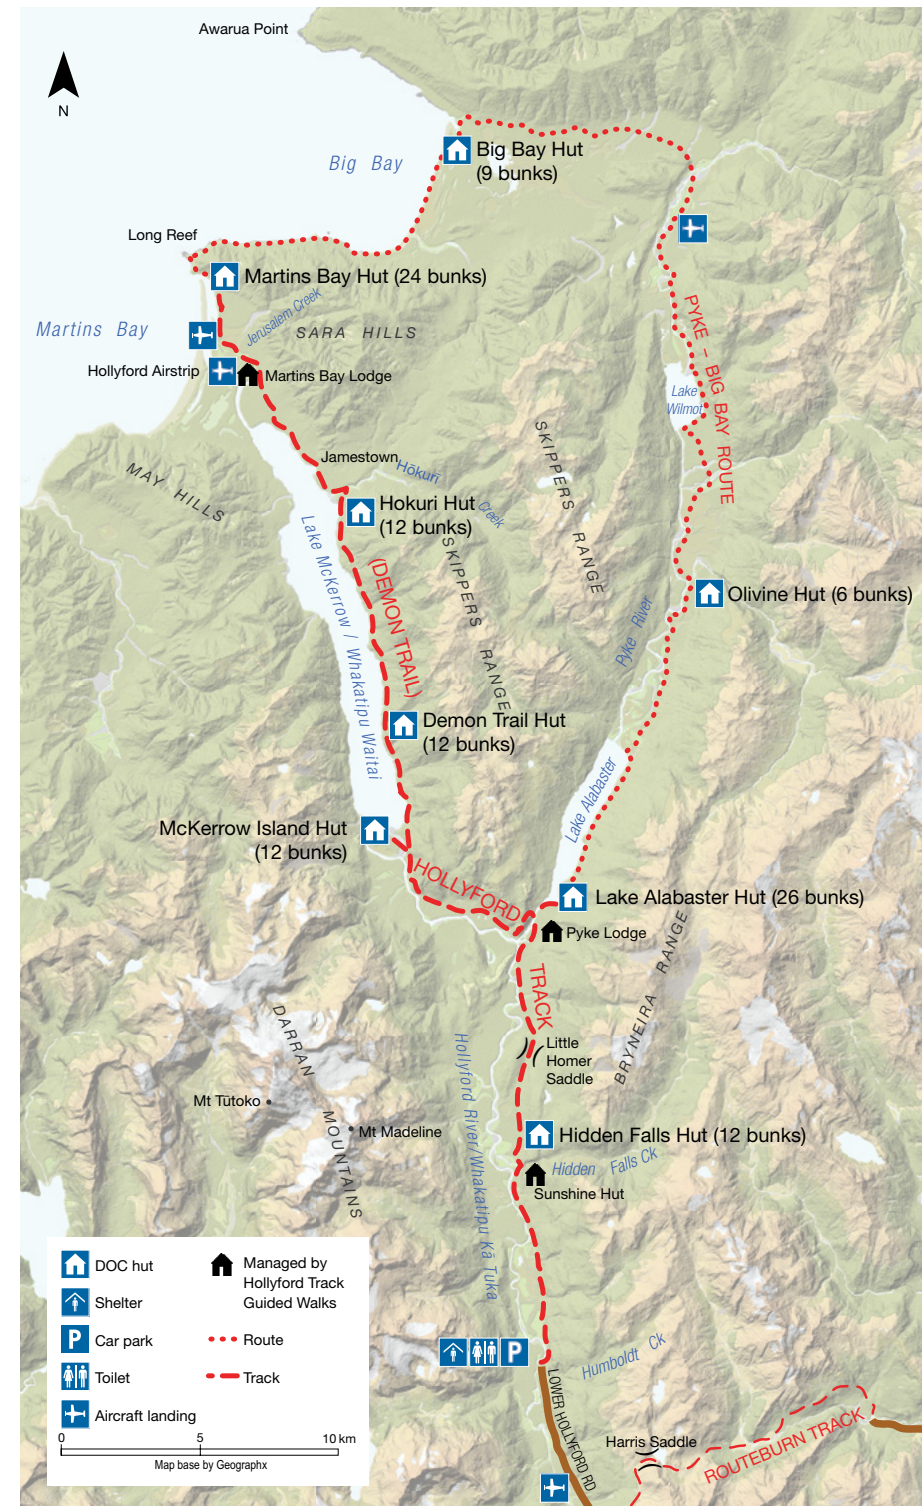 Awarua Point
N
Big Bay
Big Bay Hut
(9 bunks)
Long Reef
Martins Bay Hut (24 bunks)
Martins Bay
Jerusalem Creek
SARA HILLS
Hollyford Airstrip
Martins Bay Lodge
PYKE – BIG BAY ROUTE
Lake
Wilmot
MAY HILLS
Jamestown
Hōkurī
Creek
Hokuri Hut
(12 bunks)
SKIPPERS
RANGE
SKIPPERS
RANGE
Lake McKerrow / Whakatipu Waitai
(DEMON TRAIL)
Olivine Hut (6 bunks)
Pyke River
Demon Trail Hut
(12 bunks)
Lake Alabaster
McKerrow Island Hut
(12 bunks)
HOLLYFORD
TRACK
Lake Alabaster Hut (26 bunks)
Pyke Lodge
BRYNEIRA RANGE
DARRAN
MOUNTAINS
Little
Homer
Saddle
Hollyford River/Whakatipu Kā Tuka
Mt Tūtoko
Mt Madeline
Hidden Falls Hut (12 bunks)
Hidden Falls Ck
Sunshine Hut
DOC hut
Shelter
P
Car park
Toilet
Aircraft landing
Managed by
Hollyford Track
Guided Walks
Route
Track
0 5 10 km
Map base by Geographx
P
Humboldt Ck
LOWER HOLLYFORD RD
Harris Saddle
ROUTEBURN TRACK